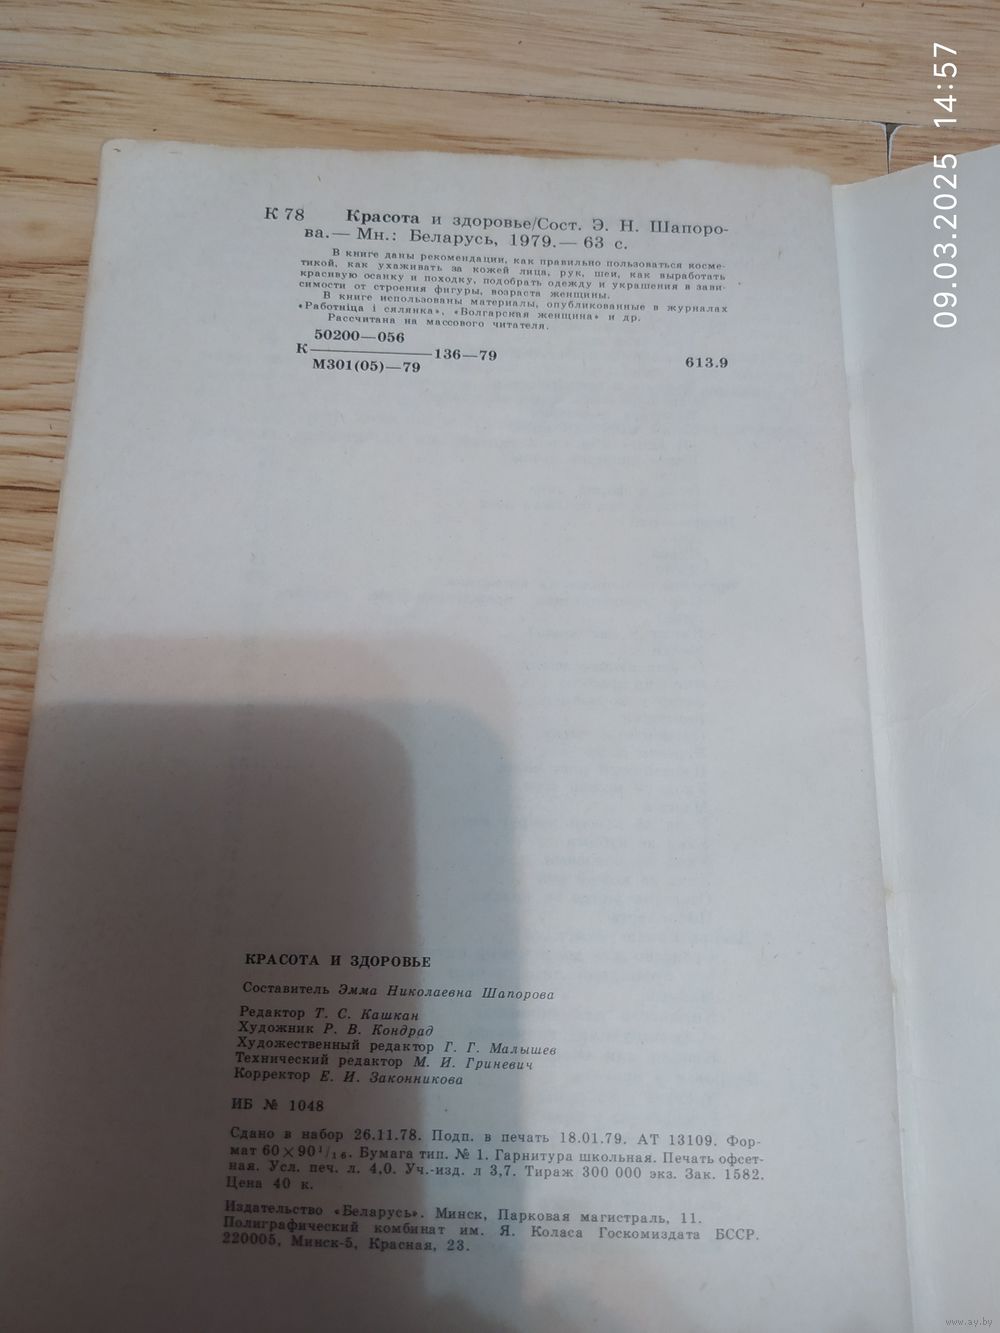 К 78 Красота и здоровье/Сост. Э. Н. Шапоро-
ва.— Мн.: Беларусь, 1979.— 63 с.
В книге даны рекомендации, как правильно пользоваться косме-
тикой, как ухаживать за кожей лица, рук, шеи, как выработать
красивую осанку и походку, подобрать одежду и украшения в зави-
симости от строения фигуры, возраста женщины.
В книге использованы материалы, опубликованные в журналах
«Работніца і сялянка», «Волгарская женщина» и др.
Рассчитана на массового читателя.
50200—056
К 136—79
М301(05)—79
613.9
КРАСОТА И ЗДОРОВЬЕ
Составитель Эмма Николаевна Шапорова
Редактор Т. С. Кашкан
Художник Р. В. Кондрад
Художественный редактор Г. Г. Малышев
Технический редактор М. И. Гриневич
Корректор Е. И. Законникова
ИБ № 1048
Сдано в набор 26.11.78. Подп. в печать 18.01.79. АТ 13109. Фор-
мат 60×90¹/₁₆. Бумага тип. № 1. Гарнитура школьная. Печать офсет-
ная. Усл. печ. л. 4,0. Уч.-изд. л 3,7. Тираж 300 000 экз. Зак. 1582.
Цена 40 к.
Издательство «Беларусь». Минск, Парковая магистраль, 11.
Полиграфический комбинат им. Я. Коласа Госкомиздата БССР.
220005, Минск-5, Красная, 23.
09.03.2025 14:57
www.ay.by